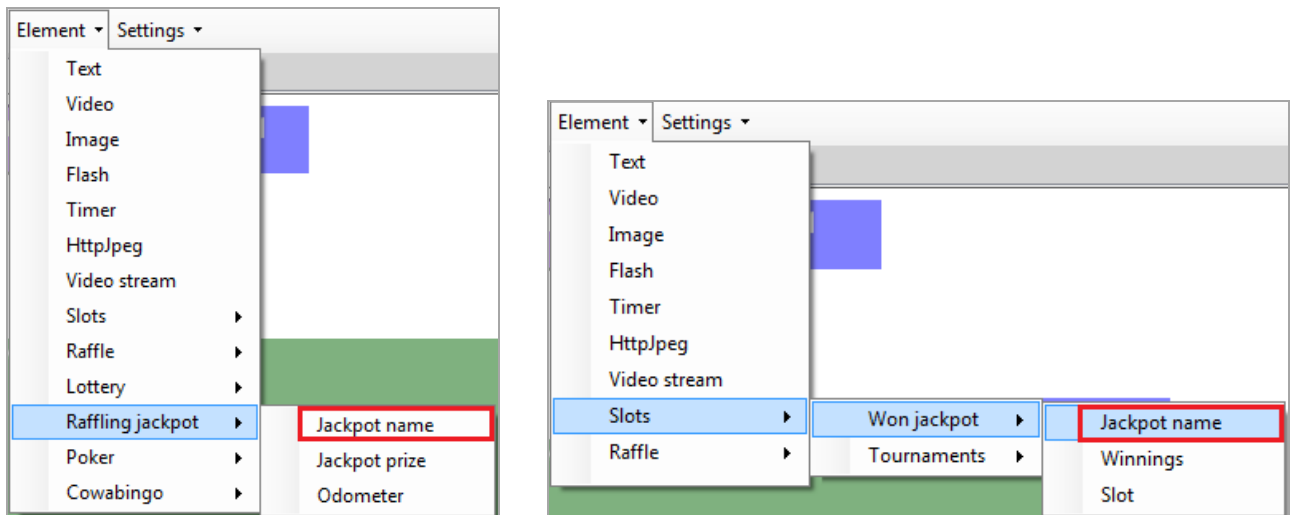 Element Settings
Text
Video
Image
Flash
Timer
HttpJpeg
Video stream
Slots
Raffle
Lottery
Raffling jackpot
Poker
Cowabingo
Jackpot name
Jackpot prize
Odometer
Element Settings
Text
Video
Image
Flash
Timer
HttpJpeg
Video stream
Slots
Raffle
Won jackpot
Tournaments
Jackpot name
Winnings
Slot